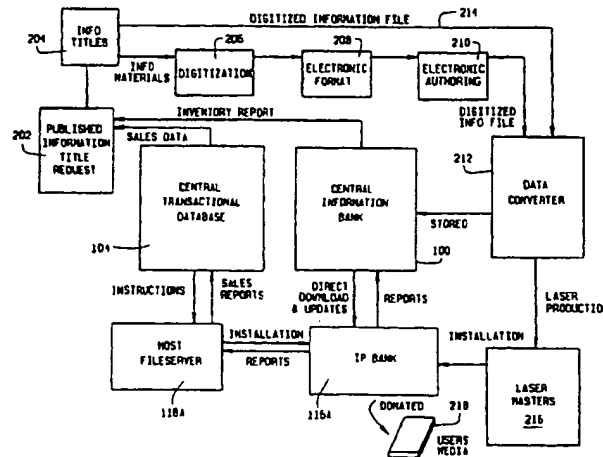 DIGITIZED INFORMATION FILE
214
INFO
TITLES
204
INFO
MATERIALS
206
DIGITIZATION
208
ELECTRONIC
FORMAT
210
ELECTRONIC
AUTHORING
DIGITIZED
INFO FILE
INVENTORY REPORT
SALES DATA
202
PUBLISHED
INFORMATION
TITLE
REQUEST
CENTRAL
TRANSACTIONAL
DATABASE
104
CENTRAL
INFORMATION
BANK
100
STORED
212
DATA
CONVERTER
INSTRUCTIONS
SALES
REPORTS
DIRECT
DOWNLOAD
& UPDATES
REPORTS
LASER
PRODUCTION
HOST
FILESERVER
118A
INSTALLATION
REPORTS
IP BANK
116A
INSTALLATION
LASER
MASTERS
216
DONATED
218
USERS
MEDIA